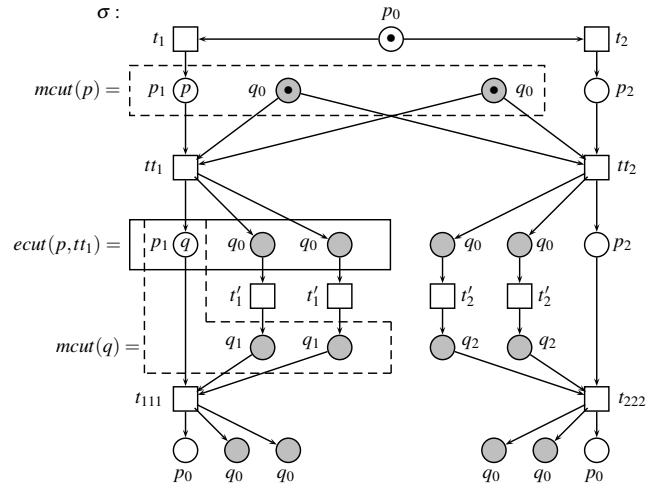 σ :
p₀
t₁ t₂
mcut(p) = p₁ p q₀ q₀ p₂
tt₁ tt₂
ecut(p,tt₁) = p₁ q q₀ q₀ q₀ q₀ p₂
t′₁ t′₁ t′₂ t′₂
mcut(q) = q₁ q₁ q₂ q₂
t₁₁₁ t₂₂₂
p₀ q₀ q₀ q₀ q₀ p₀